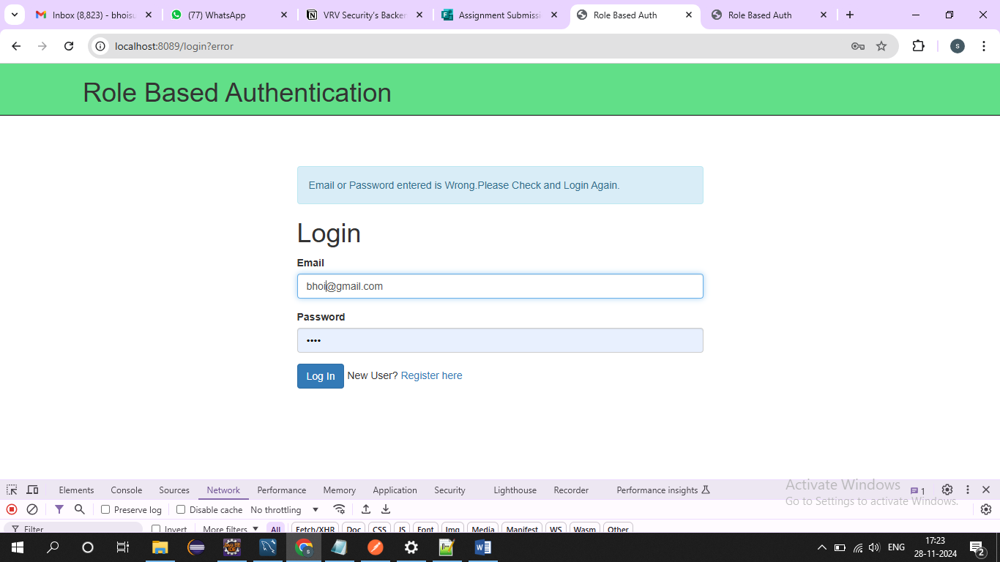 Inbox (8,823) - bhoisu
(77) WhatsApp
VRV Security's Backen
Assignment Submissi
Role Based Auth
Role Based Auth
localhost:8089/login?error
s
Role Based Authentication
Email or Password entered is Wrong.Please Check and Login Again.
Login
Email
bhoi@gmail.com
Password
Log In New User? Register here
Elements Console Sources Network Performance Memory Application Security Lighthouse Recorder Performance insights 1
Activate Windows
Go to Settings to activate Windows.
Preserve log Disable cache No throttling
Filter Invert More filters All Fetch/XHR Doc CSS JS Font Img Media Manifest WS Wasm Other
ENG
17:23
28-11-2024
2